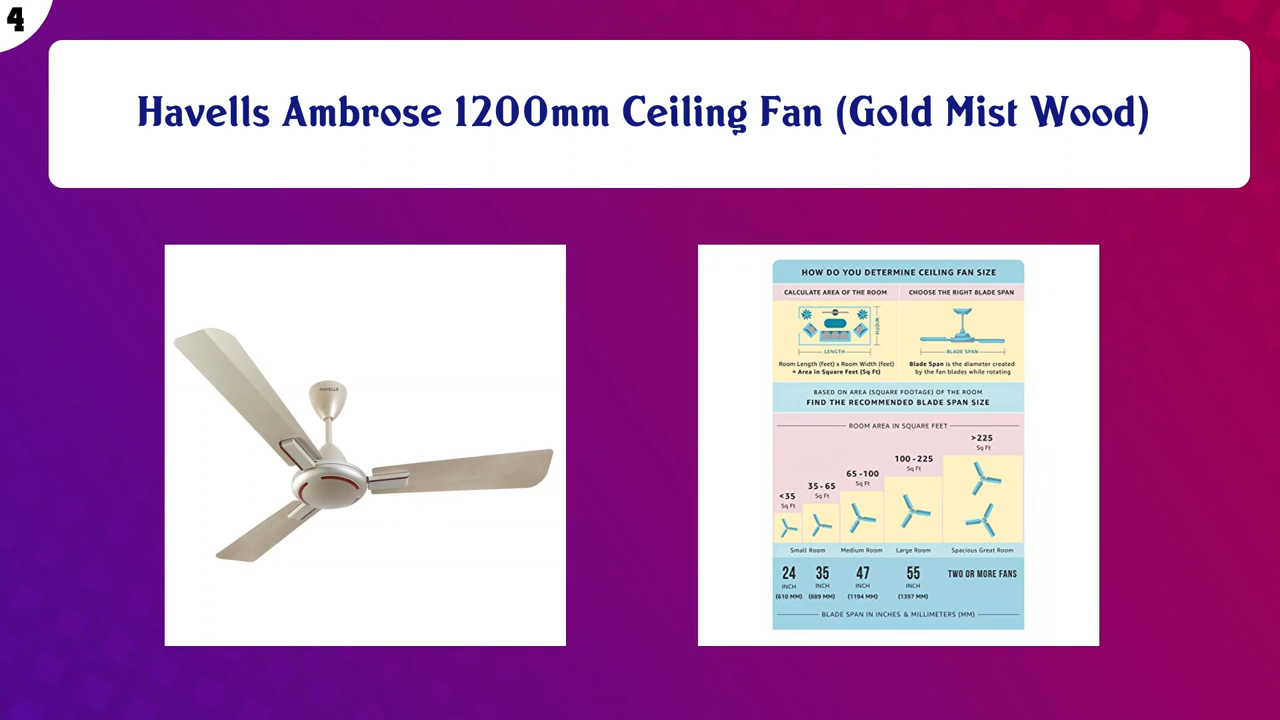 4
Havells Ambrose 1200mm Ceiling Fan (Gold Mist Wood)
HAVELLS
HOW DO YOU DETERMINE CEILING FAN SIZE
CALCULATE AREA OF THE ROOM
CHOOSE THE RIGHT BLADE SPAN
WIDTH
LENGTH
BLADE SPAN
Room Length (feet) x Room Width (feet)
= Area in Square Feet (Sq Ft)
Blade Span is the diameter created
by the fan blades while rotating
BASED ON AREA (SQUARE FOOTAGE) OF THE ROOM
FIND THE RECOMMENDED BLADE SPAN SIZE
ROOM AREA IN SQUARE FEET
<35
Sq Ft
35-65
Sq Ft
65-100
Sq Ft
100-225
Sq Ft
>225
Sq Ft
Small Room
Medium Room
Large Room
Spacious Great Room
24
INCH
(610 MM)
35
INCH
(889 MM)
47
INCH
(1194 MM)
55
INCH
(1397 MM)
TWO OR MORE FANS
BLADE SPAN IN INCHES & MILLIMETERS (MM)